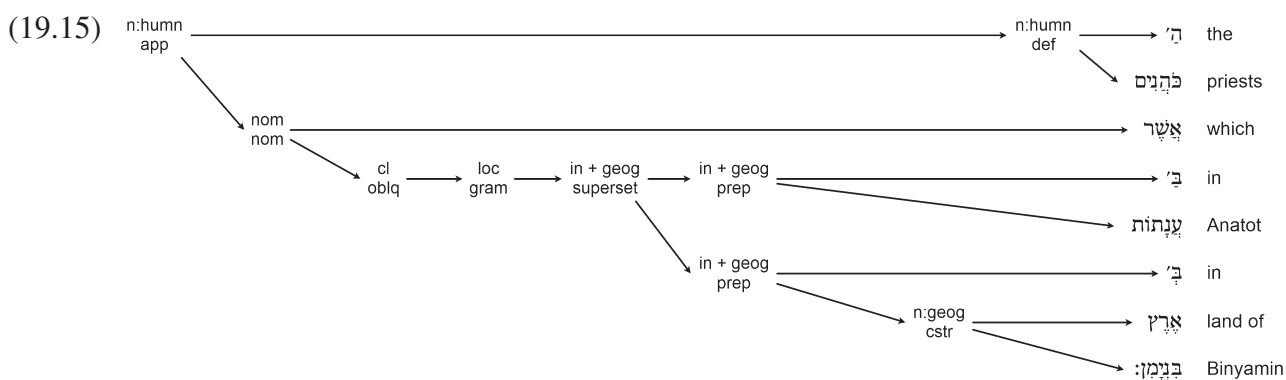 (19.15) n:humn app n:humn def הַ׳ the
כֹּהֲנִים priests
nom nom אֲשֶׁר which
cl oblq loc gram in + geog superset in + geog prep בַּ׳ in
עֲנָתוֹת Anatot
in + geog prep בְּ׳ in
n:geog cstr אֶרֶץ land of
בִּנְיָמִן: Binyamin